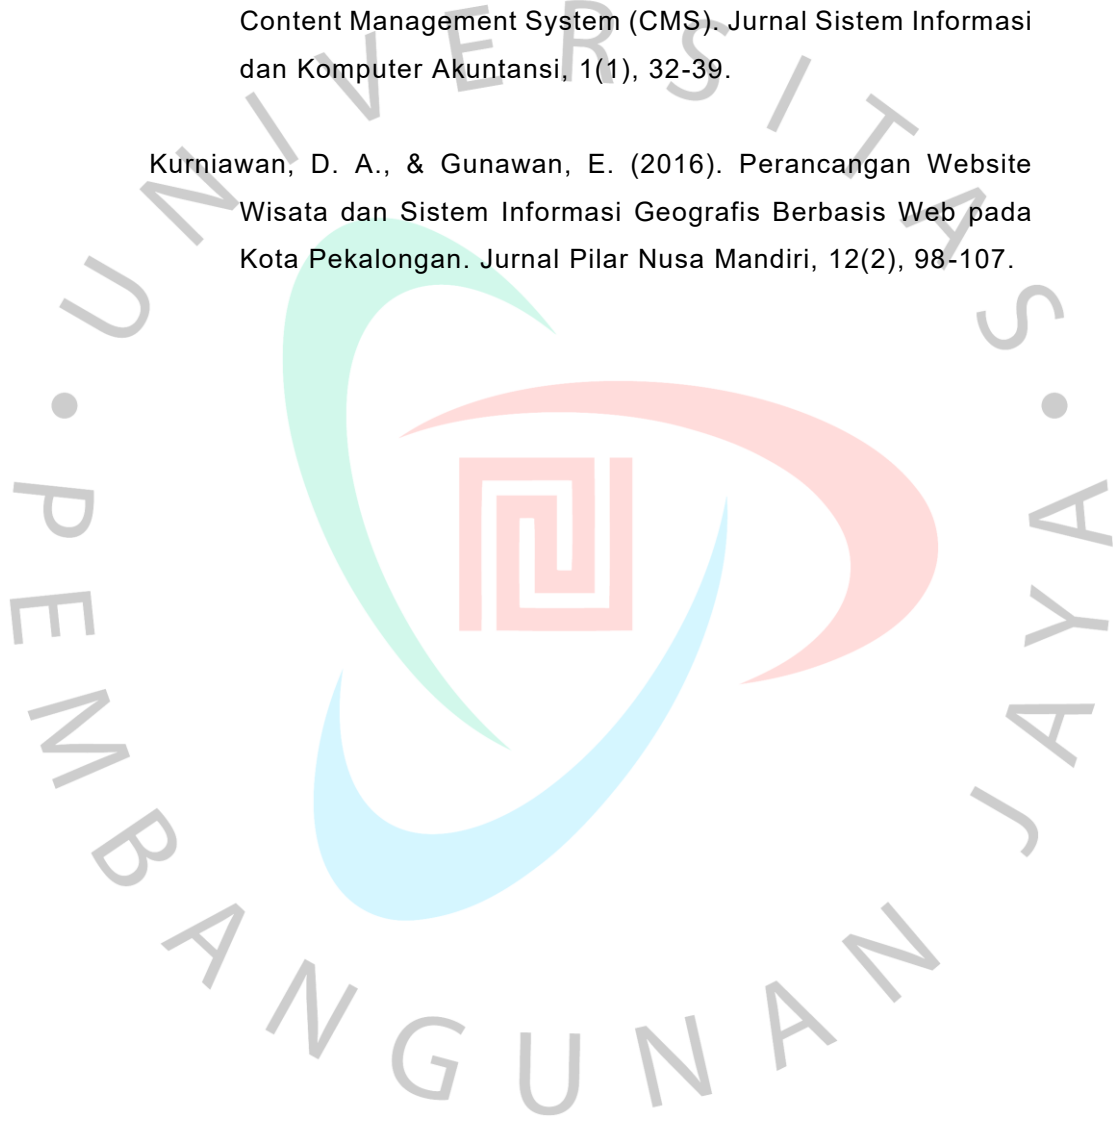 Content Management System (CMS). Jurnal Sistem Informasi
dan Komputer Akuntansi, 1(1), 32-39.
Kurniawan, D. A., & Gunawan, E. (2016). Perancangan Website
Wisata dan Sistem Informasi Geografis Berbasis Web pada
Kota Pekalongan. Jurnal Pilar Nusa Mandiri, 12(2), 98-107.
UNIVERSITAS • PEMBANGUNAN JAYA •